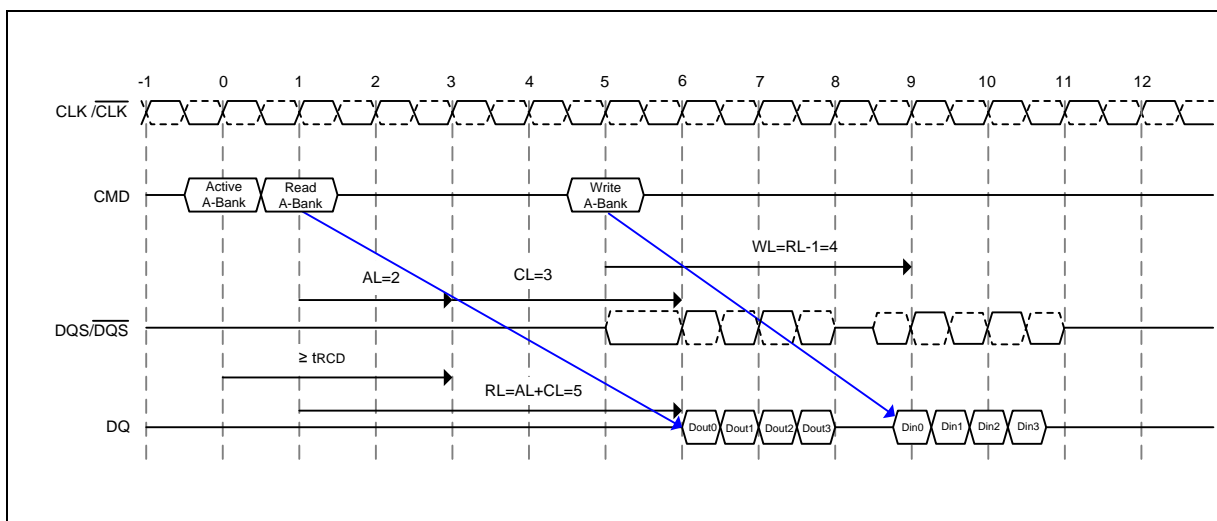 -1 0 1 2 3 4 5 6 7 8 9 10 11 12
CLK /CLK
CMD
Active
A-Bank
Read
A-Bank
Write
A-Bank
WL=RL-1=4
AL=2
CL=3
DQS/DQS
≥ tRCD
RL=AL+CL=5
DQ
Dout0 Dout1 Dout2 Dout3 Din0 Din1 Din2 Din3